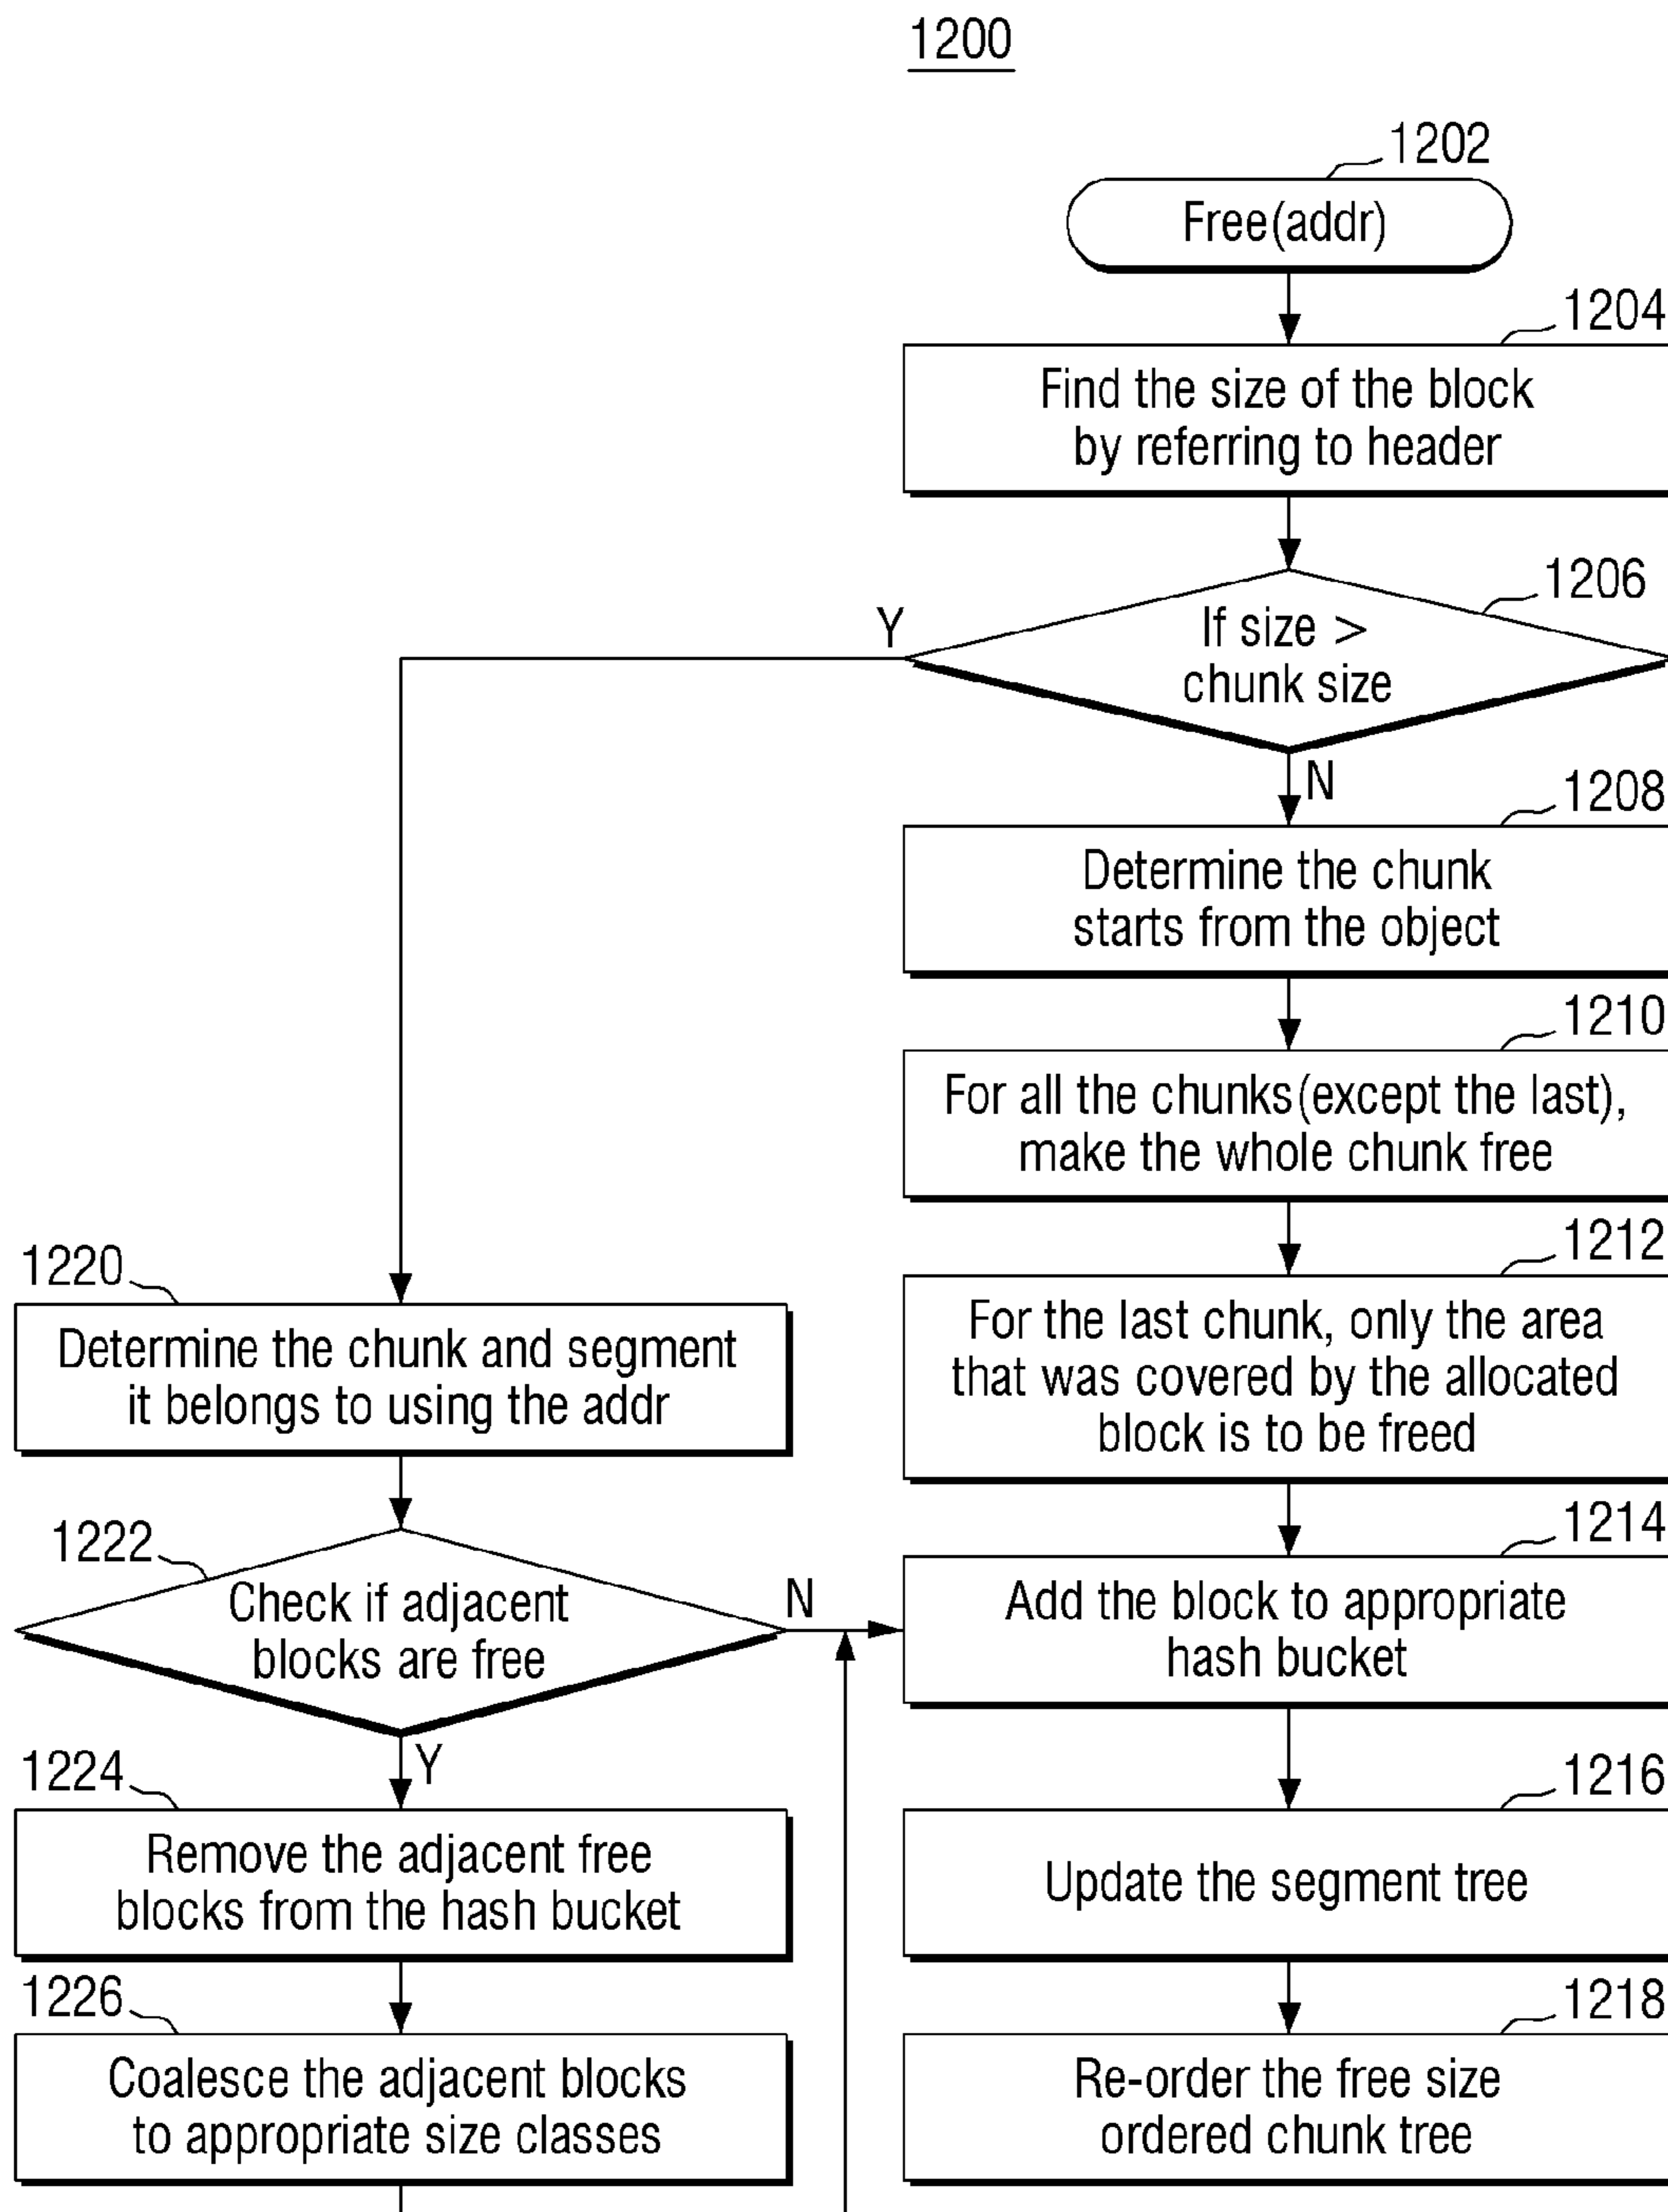 1200
1202
Free(addr)
1204
Find the size of the block
by referring to header
1206
Y
If size >
chunk size
N
1208
Determine the chunk
starts from the object
1210
For all the chunks(except the last),
make the whole chunk free
1212
For the last chunk, only the area
that was covered by the allocated
block is to be freed
1220
Determine the chunk and segment
it belongs to using the addr
1222
Check if adjacent
blocks are free
N
1214
Add the block to appropriate
hash bucket
Y
1224
Remove the adjacent free
blocks from the hash bucket
1216
Update the segment tree
1226
Coalesce the adjacent blocks
to appropriate size classes
1218
Re-order the free size
ordered chunk tree